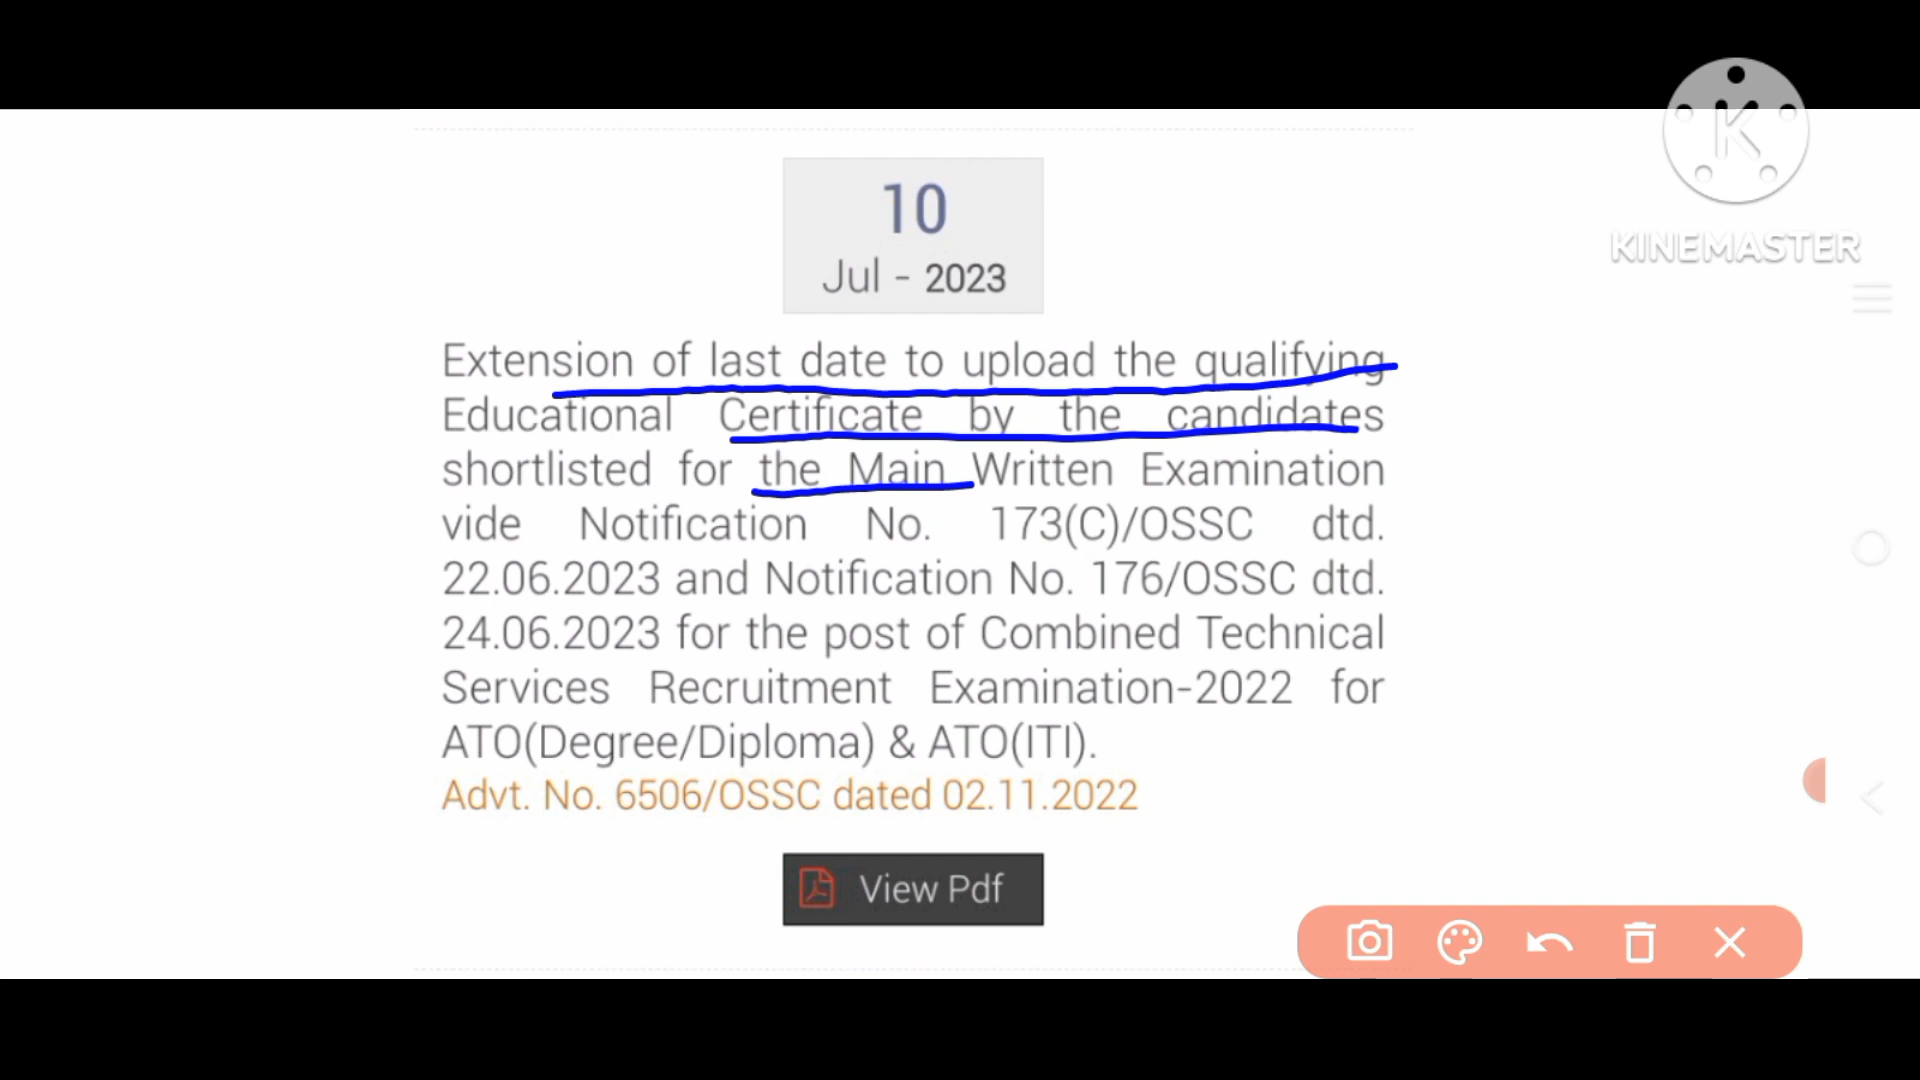 10
Jul - 2023
K
KINEMASTER
Extension of last date to upload the qualifying
Educational Certificate by the candidates
shortlisted for the Main Written Examination
vide Notification No. 173(C)/OSSC dtd.
22.06.2023 and Notification No. 176/OSSC dtd.
24.06.2023 for the post of Combined Technical
Services Recruitment Examination-2022 for
ATO(Degree/Diploma) & ATO(ITI).
Advt. No. 6506/OSSC dated 02.11.2022
View Pdf